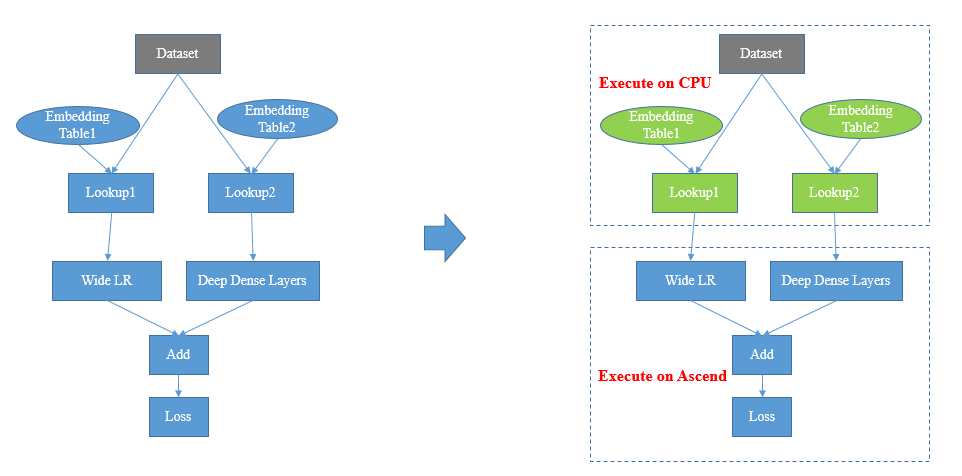 Dataset
Embedding
Table1
Embedding
Table2
Lookup1
Lookup2
Wide LR
Deep Dense Layers
Add
Loss
Dataset
Execute on CPU
Embedding
Table1
Embedding
Table2
Lookup1
Lookup2
Wide LR
Deep Dense Layers
Add
Execute on Ascend
Loss